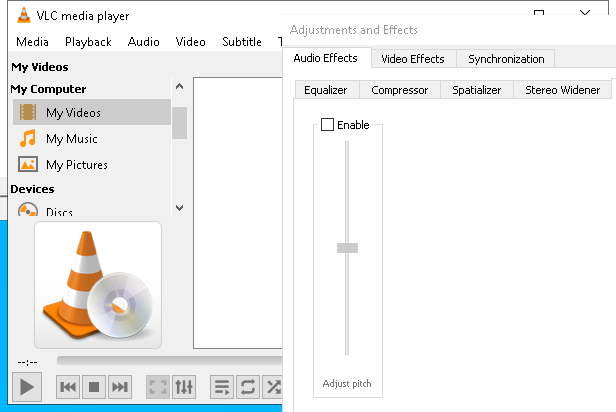 VLC media player
Media Playback Audio Video Subtitle
My Videos
My Computer
My Videos
My Music
My Pictures
Devices
Discs
--:--
Adjustments and Effects
Audio Effects Video Effects Synchronization
Equalizer Compressor Spatializer Stereo Widener
Enable
Adjust pitch